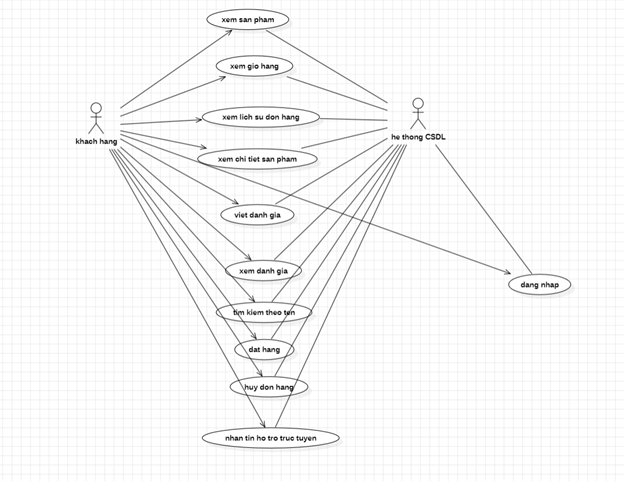 xem san pham
xem gio hang
xem lich su don hang
khach hang
he thong CSDL
xem chi tiet san pham
viet danh gia
xem danh gia
dang nhap
tim kiem theo ten
dat hang
huy don hang
nhan tin ho tro truc tuyen